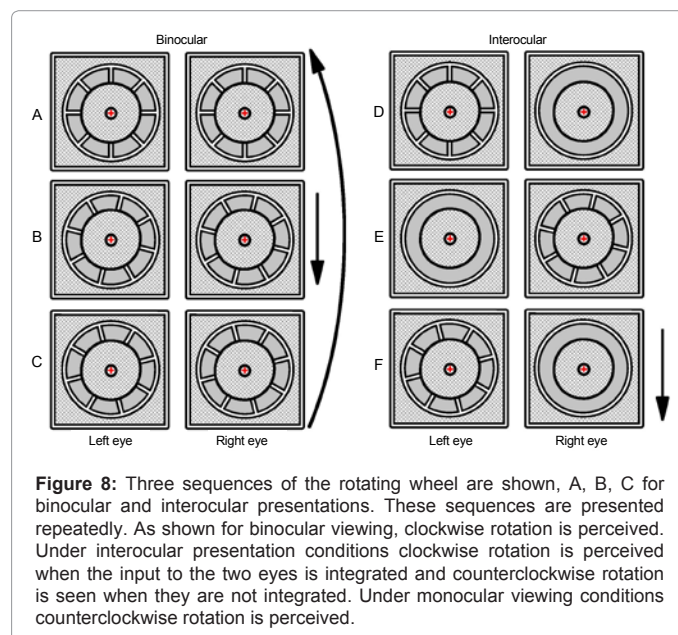 Binocular
Interocular
A
D
B
E
C
F
Left eye
Right eye
Left eye
Right eye
Figure 8: Three sequences of the rotating wheel are shown, A, B, C for
binocular and interocular presentations. These sequences are presented
repeatedly. As shown for binocular viewing, clockwise rotation is perceived.
Under interocular presentation conditions clockwise rotation is perceived
when the input to the two eyes is integrated and counterclockwise rotation
is seen when they are not integrated. Under monocular viewing conditions
counterclockwise rotation is perceived.